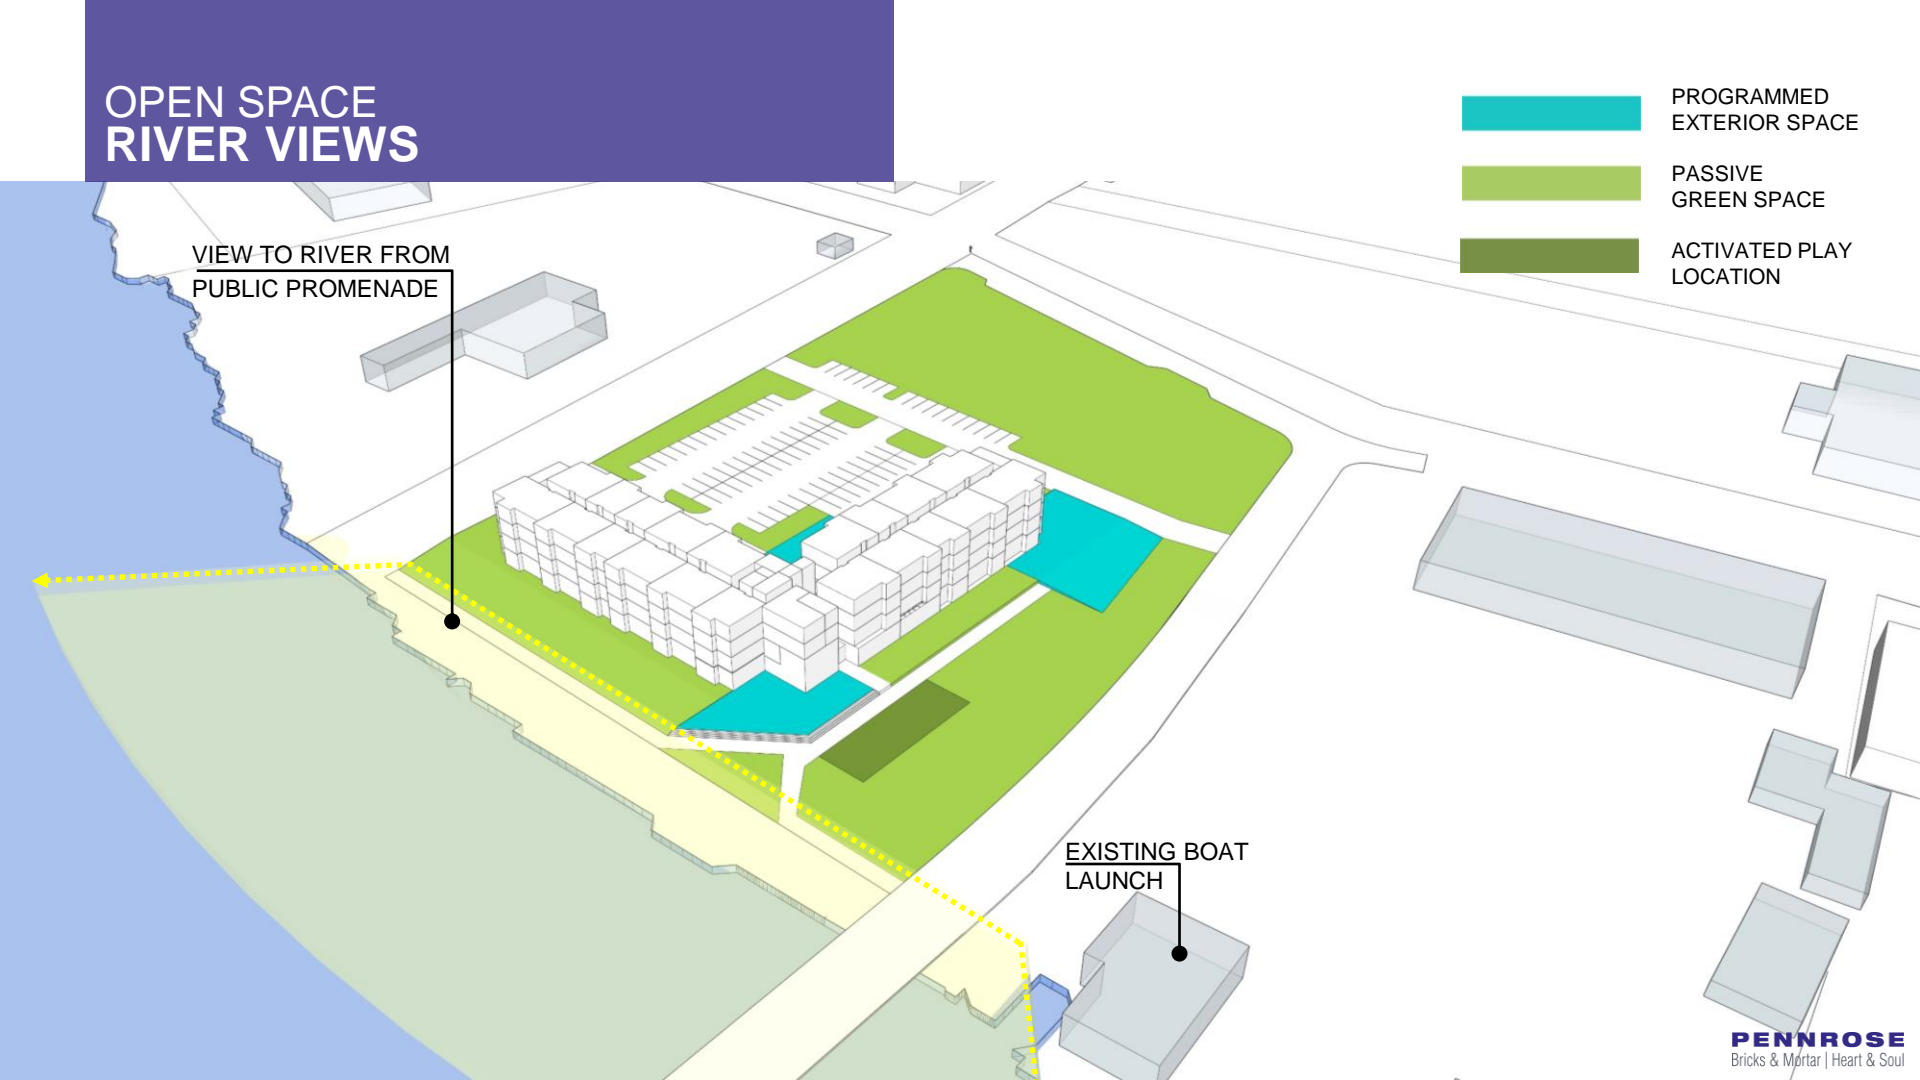 OPEN SPACE
RIVER VIEWS
PROGRAMMED
EXTERIOR SPACE
PASSIVE
GREEN SPACE
ACTIVATED PLAY
LOCATION
VIEW TO RIVER FROM
PUBLIC PROMENADE
EXISTING BOAT
LAUNCH
PENNROSE
Bricks & Mortar | Heart & Soul